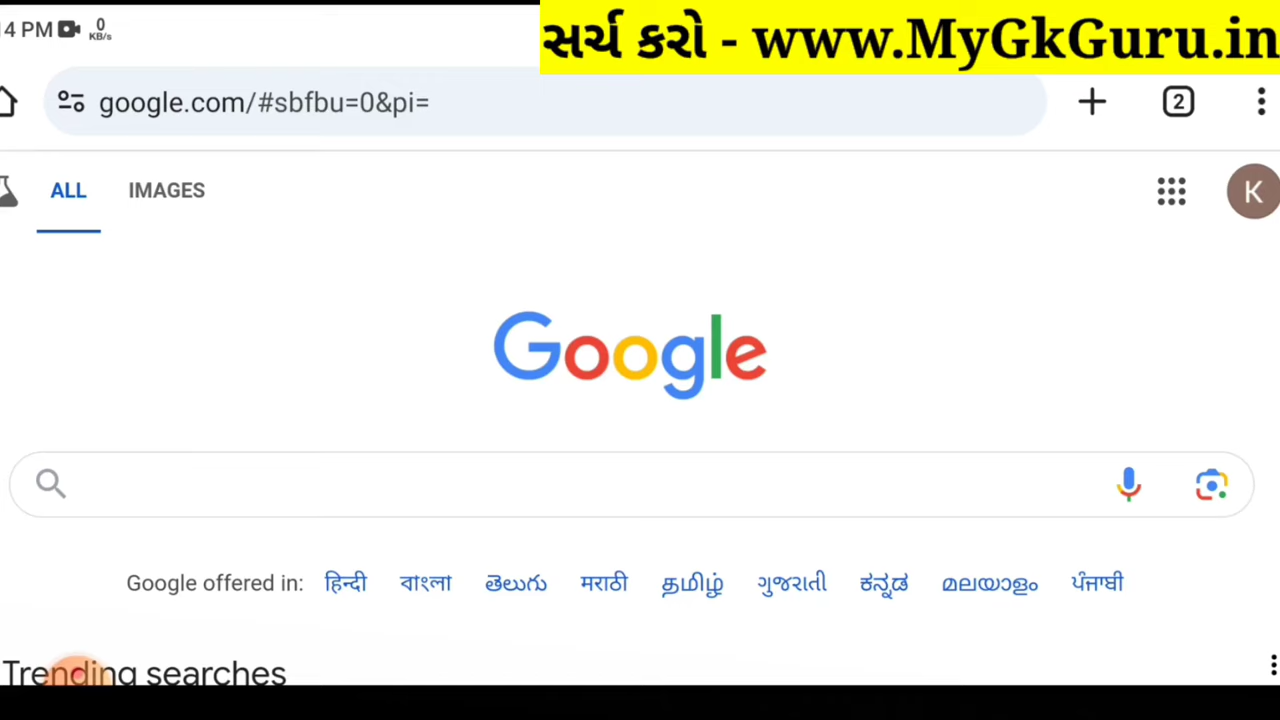 14 PM 0 KB/s
સર્ચ કરો - www.MyGkGuru.in
google.com/#sbfbu=0&pi=
2
ALL IMAGES
K
Google
Google offered in: हिन्दी বাংলা తెలుగు मराठी தமிழ் ગુજરાતી ಕನ್ನಡ മലയാളം ਪੰਜਾਬੀ
Trending searches